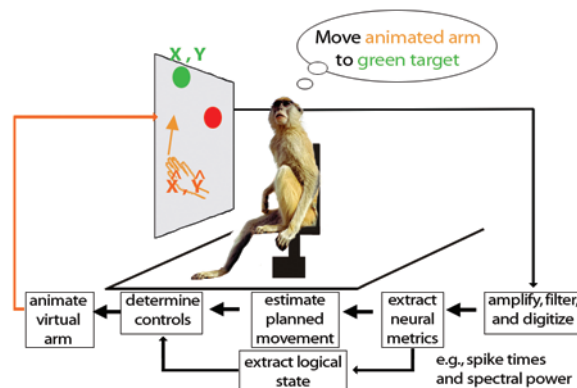 Move animated arm
to green target
X , Y
X̂, Ŷ
animate
virtual
arm
determine
controls
estimate
planned
movement
extract
neural
metrics
amplify, filter,
and digitize
extract logical
state
e.g., spike times
and spectral power